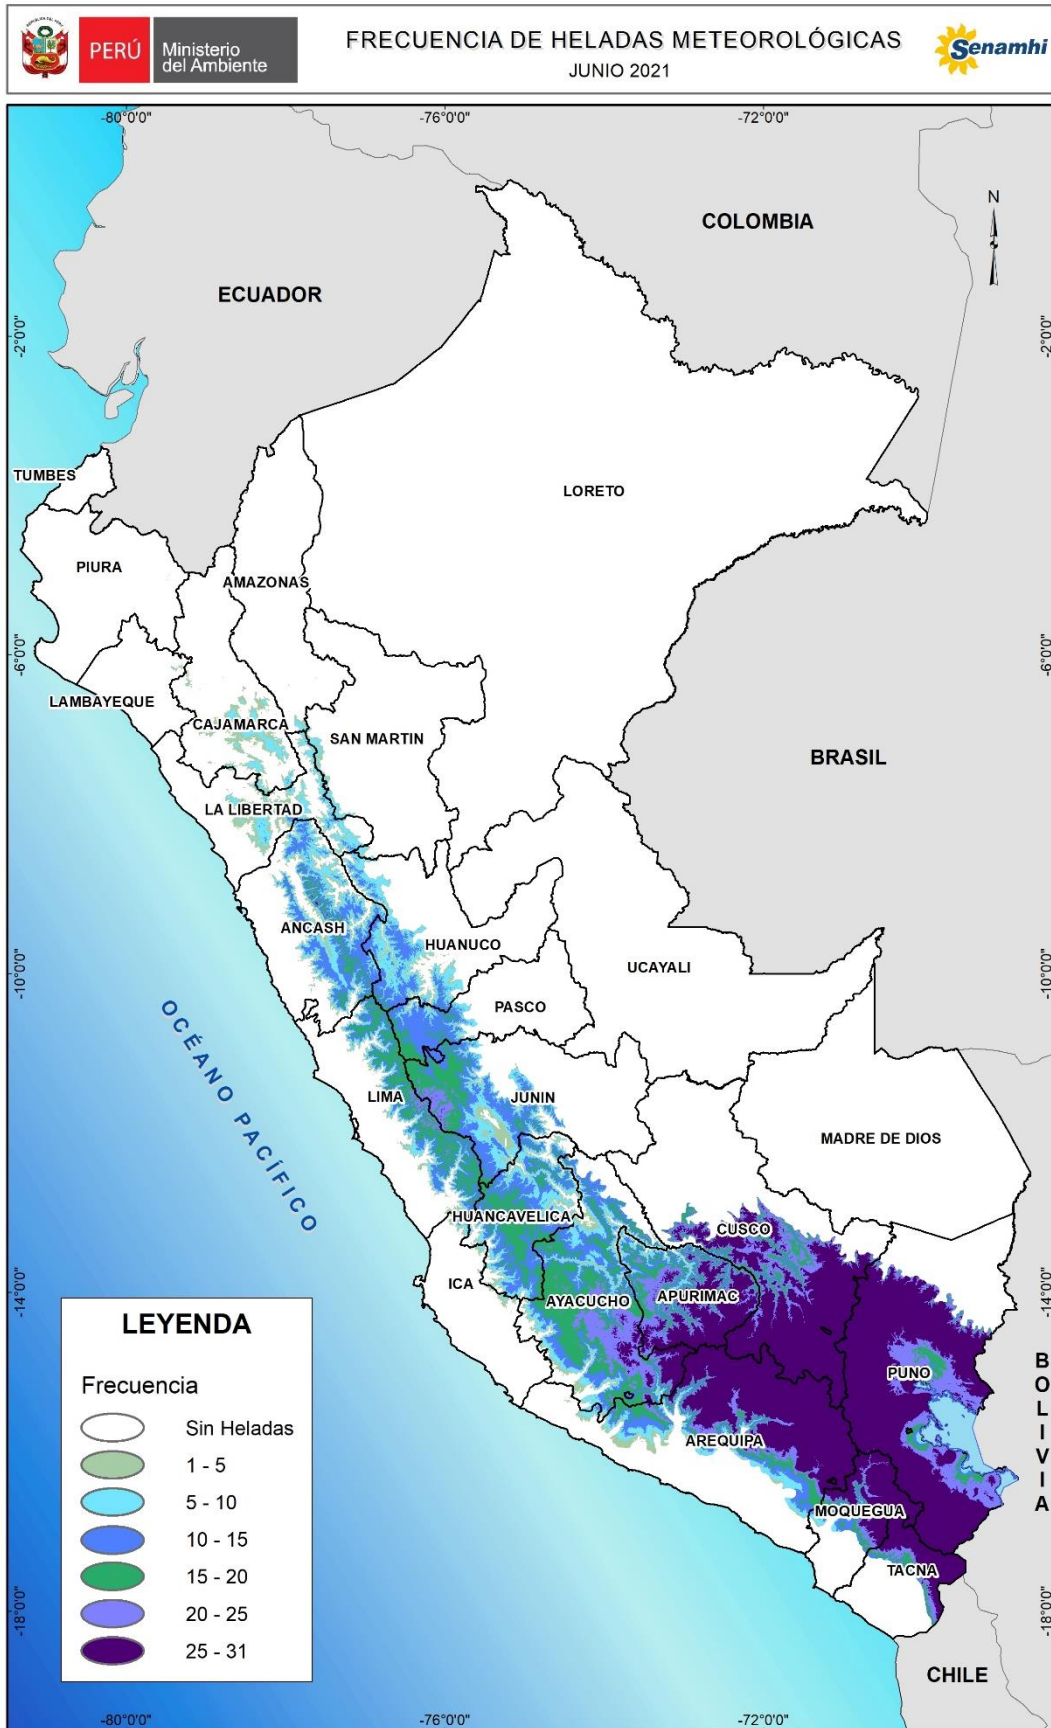 REPÚBLICA DEL PERÚ
PERÚ
Ministerio
del Ambiente
FRECUENCIA DE HELADAS METEOROLÓGICAS
JUNIO 2021
Senamhi
-80°0'0"
-76°0'0"
-72°0'0"
N
COLOMBIA
ECUADOR
-2°0'0"
-2°0'0"
TUMBES
LORETO
PIURA
AMAZONAS
-6°0'0"
-6°0'0"
LAMBAYEQUE
CAJAMARCA
SAN MARTIN
BRASIL
LA LIBERTAD
ANCASH
HUANUCO
UCAYALI
-10°0'0"
-10°0'0"
PASCO
OCÉANO PACÍFICO
LIMA
JUNIN
MADRE DE DIOS
HUANCAVELICA
CUSCO
ICA
AYACUCHO
APURIMAC
-14°0'0"
-14°0'0"
PUNO
BOLIVIA
AREQUIPA
MOQUEGUA
TACNA
-18°0'0"
-18°0'0"
CHILE
LEYENDA
Frecuencia
Sin Heladas
1 - 5
5 - 10
10 - 15
15 - 20
20 - 25
25 - 31
-80°0'0"
-76°0'0"
-72°0'0"